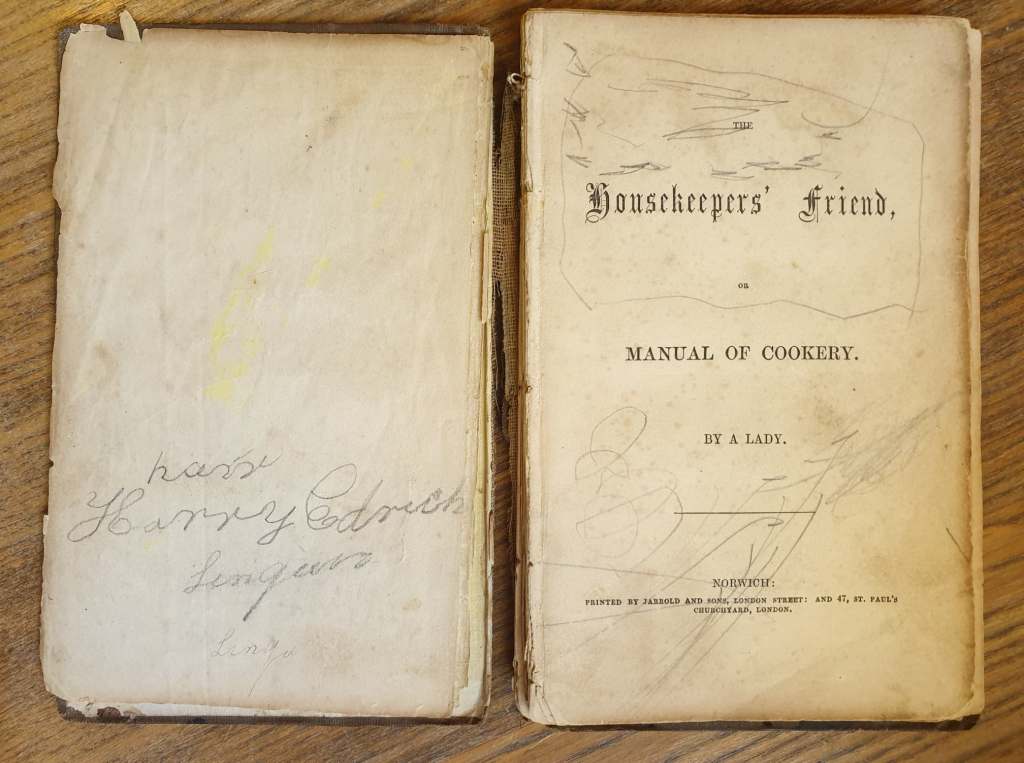 Harry Edrich
THE
Housekeepers' Friend,
OR
MANUAL OF COOKERY.
BY A LADY.
NORWICH:
PRINTED BY JARROLD AND SONS, LONDON STREET: AND 47, ST. PAUL'S
CHURCHYARD, LONDON.